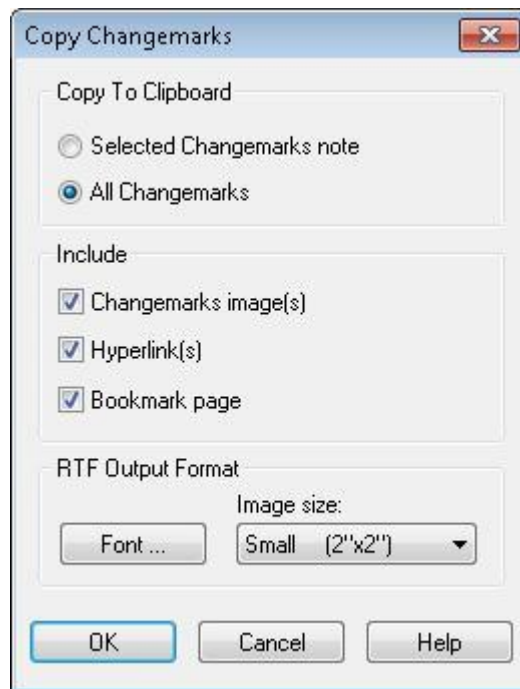 Copy Changemarks
Copy To Clipboard
Selected Changemarks note
All Changemarks
Include
Changemarks image(s)
Hyperlink(s)
Bookmark page
RTF Output Format
Image size:
Font ...
Small (2"x2")
OK
Cancel
Help